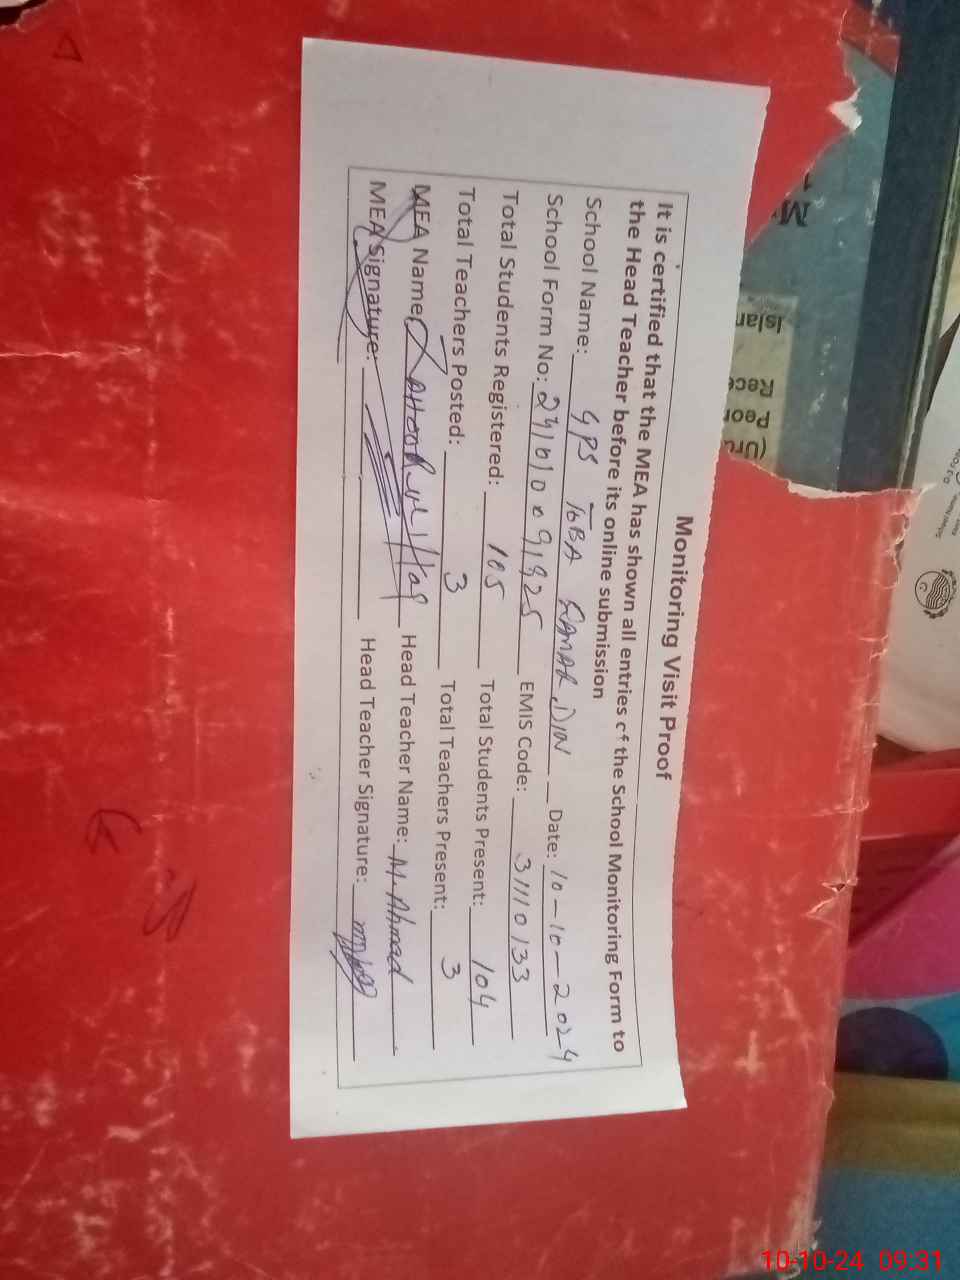 Monitoring Visit Proof
It is certified that the MEA has shown all entries of the School Monitoring Form to
the Head Teacher before its online submission
School Name: GPS ToBA QAMAR DIN Date: 10-10-2024
School Form No: EMIS Code: 31110133
Total Students Registered: 105 Total Students Present: 104
Total Teachers Posted: 3 Total Teachers Present: 3
MEA Name: ZAHOOR ul Haq Head Teacher Name: M. Ahmad
MEA Signature: Head Teacher Signature:
Islam
Rece
Peor
10-10-24 09:31